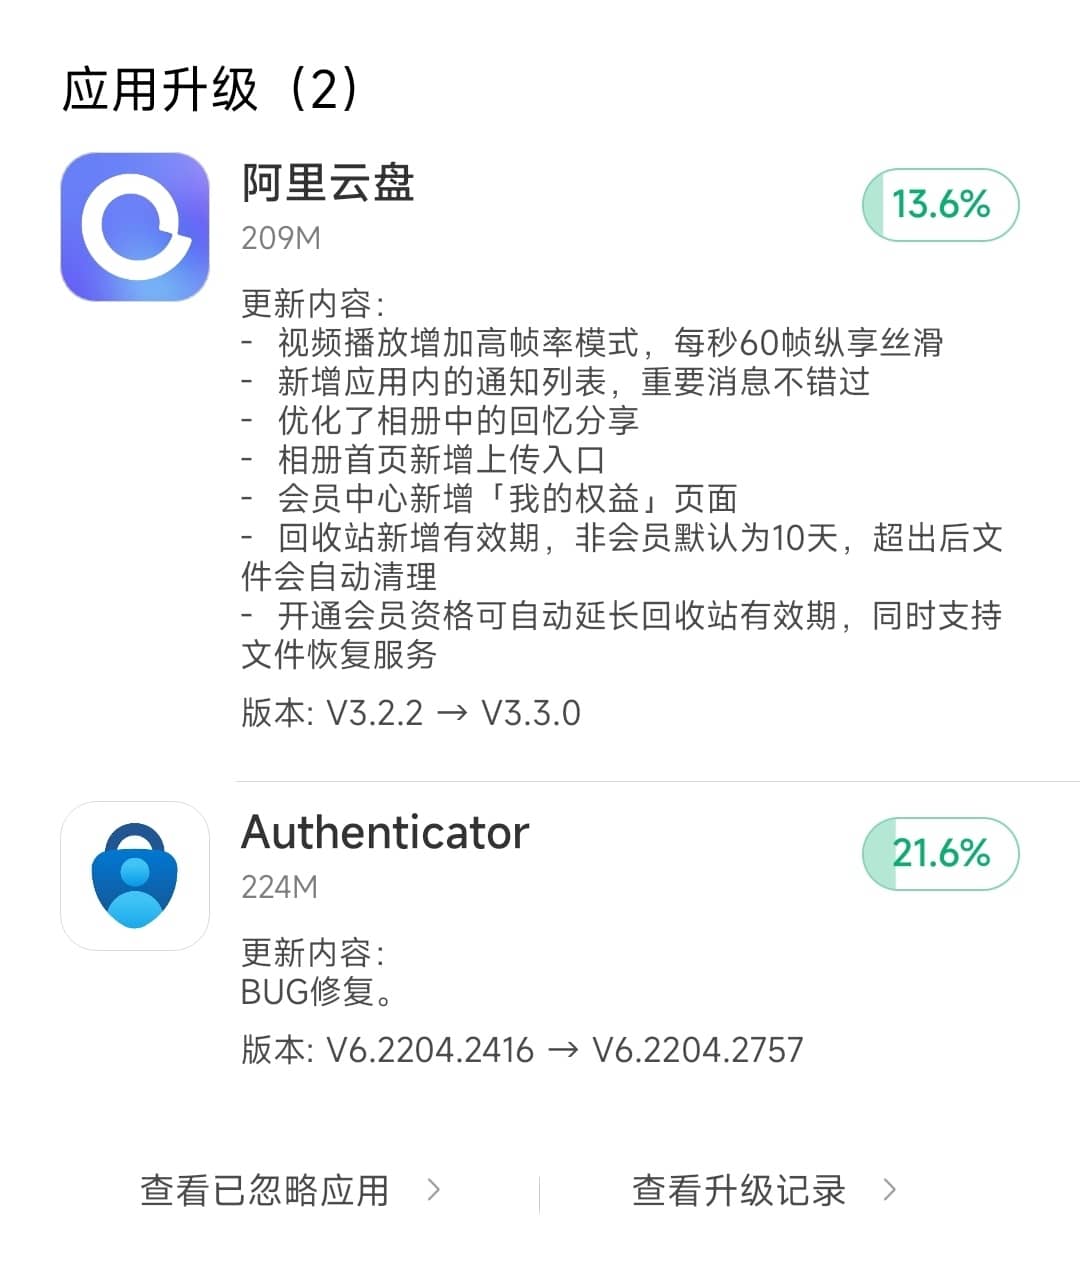 应用升级（2）
阿里云盘
13.6%
209M
更新内容：
- 视频播放增加高帧率模式，每秒60帧纵享丝滑
- 新增应用内的通知列表，重要消息不错过
- 优化了相册中的回忆分享
- 相册首页新增上传入口
- 会员中心新增「我的权益」页面
- 回收站新增有效期，非会员默认为10天，超出后文
件会自动清理
- 开通会员资格可自动延长回收站有效期，同时支持
文件恢复服务
版本: V3.2.2 → V3.3.0
Authenticator
21.6%
224M
更新内容：
BUG修复。
版本: V6.2204.2416 → V6.2204.2757
查看已忽略应用
查看升级记录